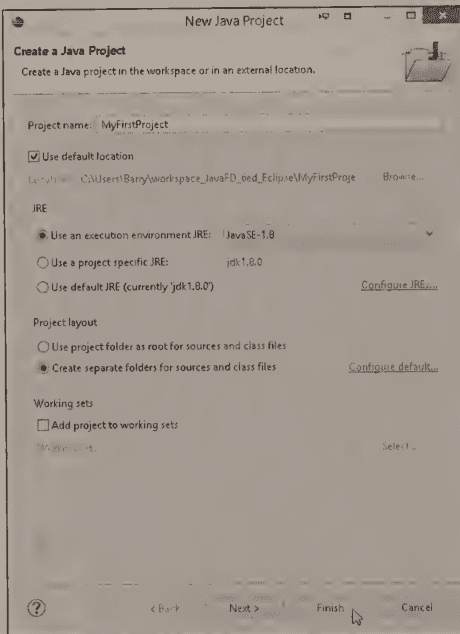 New Java Project
Create a Java Project
Create a Java project in the workspace or in an external location.
Project name: MyFirstProject
Use default location
Location: C:\Users\Barry\workspace_JavaFD_6ed_Eclipse\MyFirstProje Browse...
JRE
Use an execution environment JRE: JavaSE-1.8
Use a project specific JRE: jdk1.8.0
Use default JRE (currently 'jdk1.8.0') Configure JREs...
Project layout
Use project folder as root for sources and class files
Create separate folders for sources and class files Configure default...
Working sets
Add project to working sets
Select...
? < Back Next > Finish Cancel